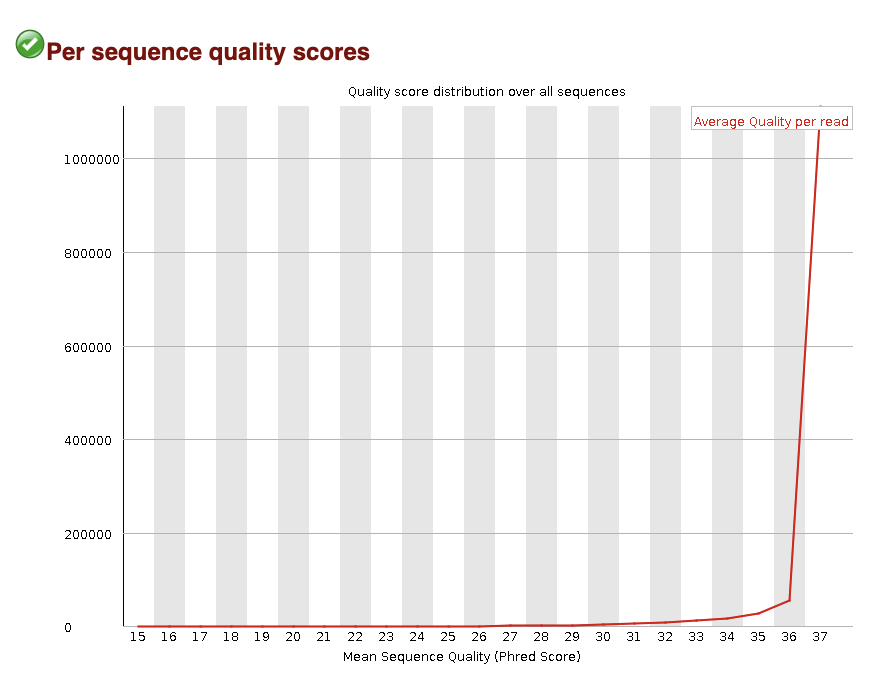 Per sequence quality scores
Quality score distribution over all sequences
Average Quality per read
1000000
800000
600000
400000
200000
0
15 16 17 18 19 20 21 22 23 24 25 26 27 28 29 30 31 32 33 34 35 36 37
Mean Sequence Quality (Phred Score)